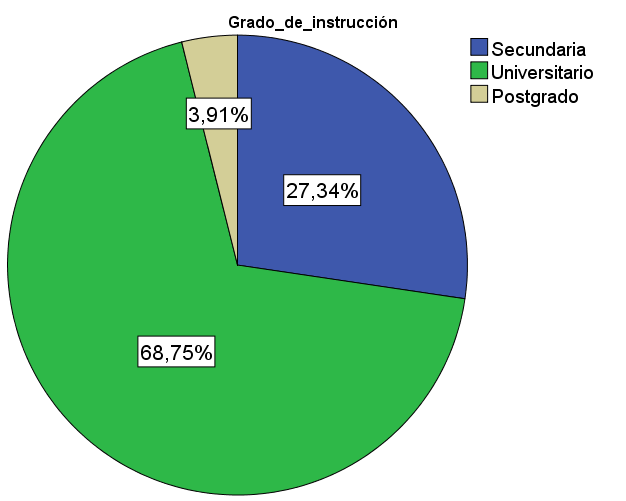 Grado_de_instrucción
Secundaria
Universitario
Postgrado
3,91%
27,34%
68,75%